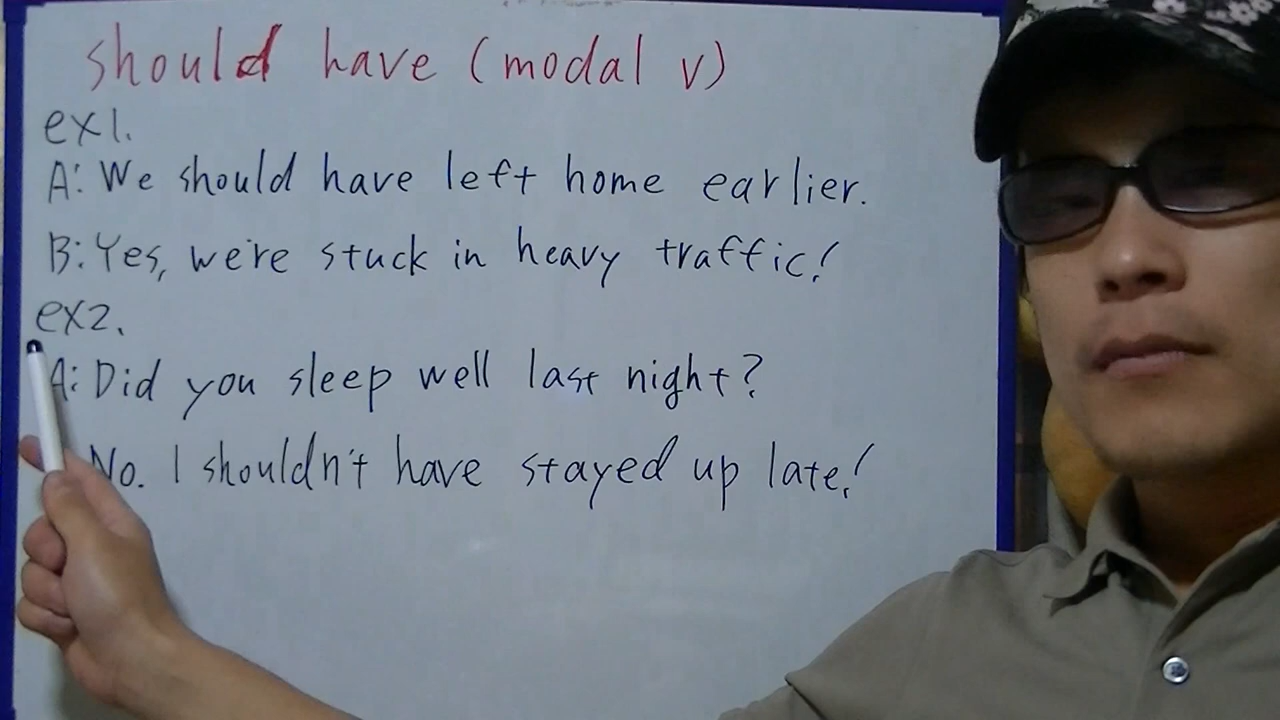 should have (modal v)
ex1.
A: We should have left home earlier.
B: Yes, we're stuck in heavy traffic!
ex2.
A: Did you sleep well last night?
No. I shouldn't have stayed up late!